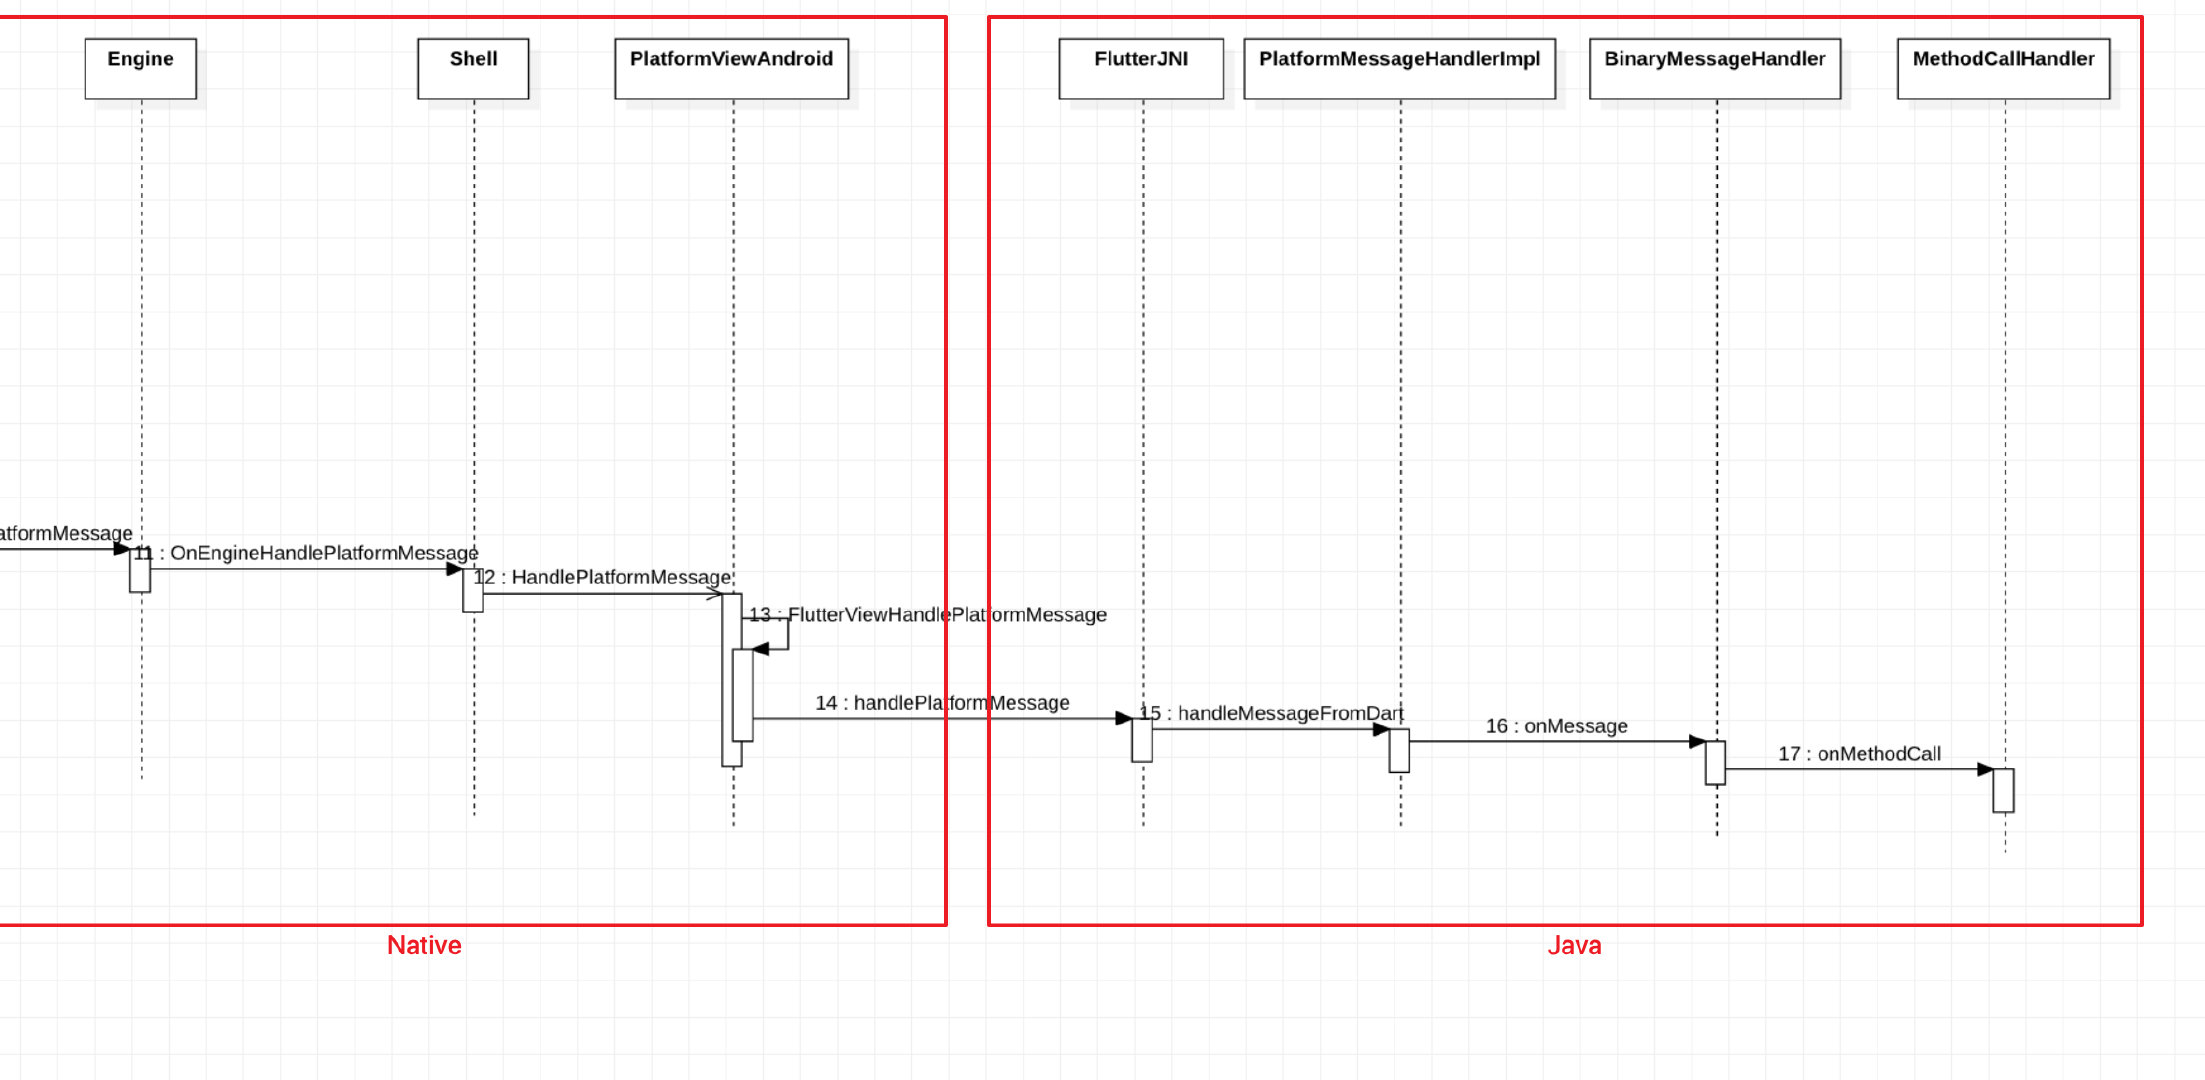 Engine
Shell
PlatformViewAndroid
FlutterJNI
PlatformMessageHandlerImpl
BinaryMessageHandler
MethodCallHandler
atformMessage
11 : OnEngineHandlePlatformMessage
12 : HandlePlatformMessage
13 : FlutterViewHandlePlatformMessage
14 : handlePlatformMessage
15 : handleMessageFromDart
16 : onMessage
17 : onMethodCall
Native
Java